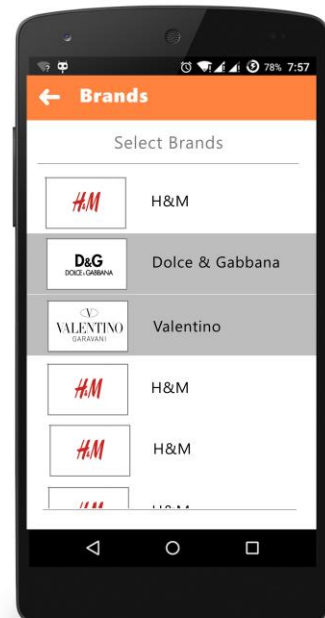 78% 7:57
Brands
Select Brands
H&M H&M
D&G
DOLCE & GABBANA
Dolce & Gabbana
V
VALENTINO
GARAVANI
Valentino
H&M H&M
H&M H&M
H&M H&M